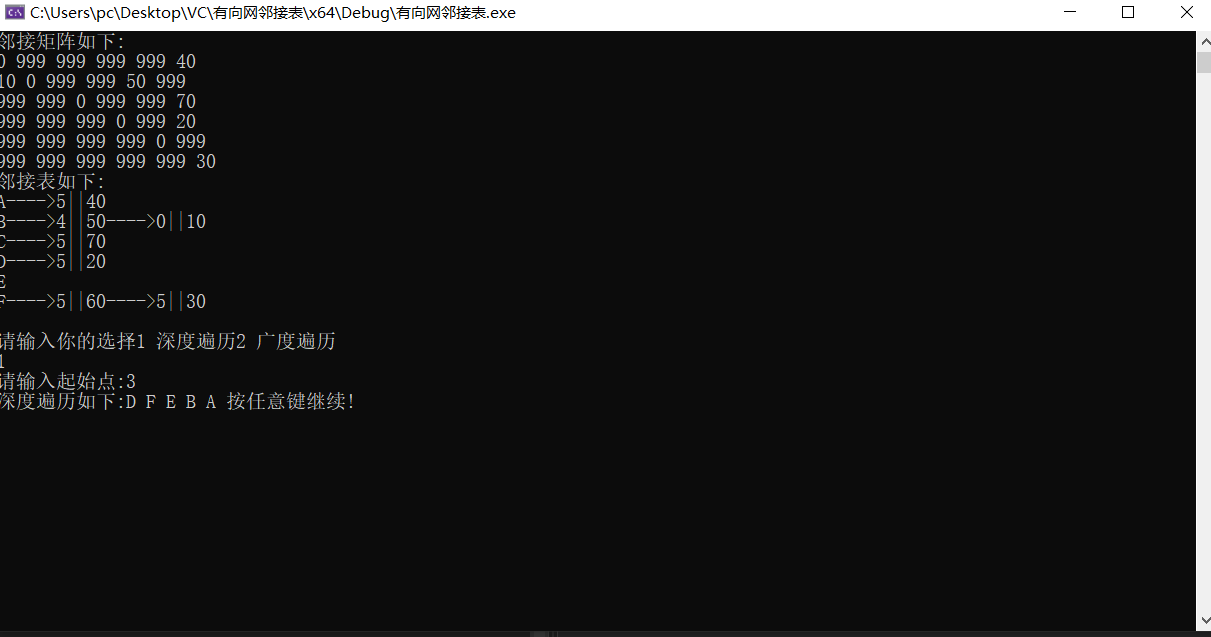 C:\Users\pc\Desktop\VC\有向网邻接表\x64\Debug\有向网邻接表.exe
邻接矩阵如下:
0 999 999 999 999 40
10 0 999 999 50 999
999 999 0 999 999 70
999 999 999 0 999 20
999 999 999 999 0 999
999 999 999 999 999 30
邻接表如下:
A---->5||40
B---->4||50---->0||10
C---->5||70
D---->5||20
E
F---->5||60---->5||30
请输入你的选择1 深度遍历2 广度遍历
1
请输入起始点:3
深度遍历如下:D F E B A 按任意键继续!